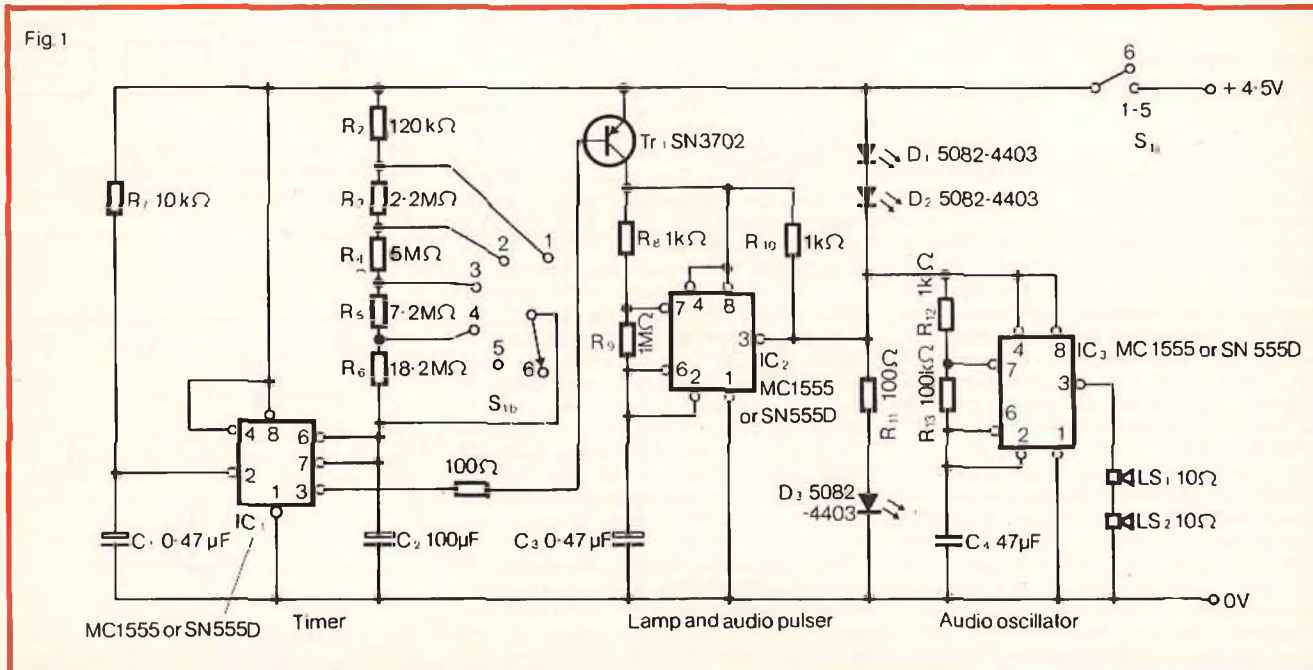 Fig.1
6
+ 4·5V
1-5
S1a
R2 120kΩ
R1 10kΩ
R3 2·2MΩ
R4 5MΩ
R5 7·2MΩ
R6 18·2MΩ
1
2
3
4
5
6
S1b
Tr1 SN3702
R8 1kΩ
R10 1kΩ
R9 1MΩ
4
8
7
3
6
2
1
IC2
MC1555
or SN555D
D1 5082-4403
D2 5082-4403
R11 100Ω
D3 5082
-4403
R12 1kΩ
R13 100kΩ
4
8
7
3
6
2
1
IC3 MC1555 or SN 555D
LS1 10Ω
LS2 10Ω
4
8
6
2
7
1
3
IC1
100Ω
C1 0·47µF
C2 100µF
C3 0·47µF
C4 47µF
0V
MC1555 or SN555D
Timer
Lamp and audio pulser
Audio oscillator